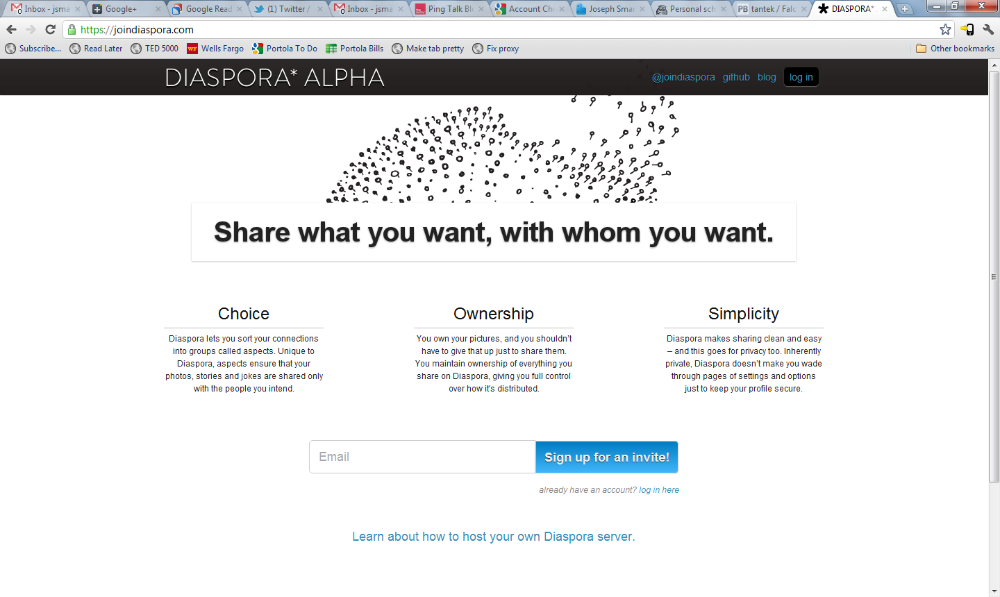 Inbox - jsma
Google+
Google Read
(1) Twitter /
Inbox - jsma
Ping Talk Bl
Account Ch
Joseph Smar
Personal sch
PB tantek / Falc
DIASPORA*
https://joindiaspora.com
Subscribe... Read Later TED 5000 Wells Fargo Portola To Do Portola Bills Make tab pretty Fix proxy Other bookmarks
DIASPORA* ALPHA
@joindiaspora github blog log in
Share what you want, with whom you want.
Choice
Diaspora lets you sort your connections
into groups called aspects. Unique to
Diaspora, aspects ensure that your
photos, stories and jokes are shared only
with the people you intend.
Ownership
You own your pictures, and you shouldn't
have to give that up just to share them.
You maintain ownership of everything you
share on Diaspora, giving you full control
over how it's distributed.
Simplicity
Diaspora makes sharing clean and easy
– and this goes for privacy too. Inherently
private, Diaspora doesn't make you wade
through pages of settings and options
just to keep your profile secure.
Email
Sign up for an invite!
already have an account? log in here
Learn about how to host your own Diaspora server.